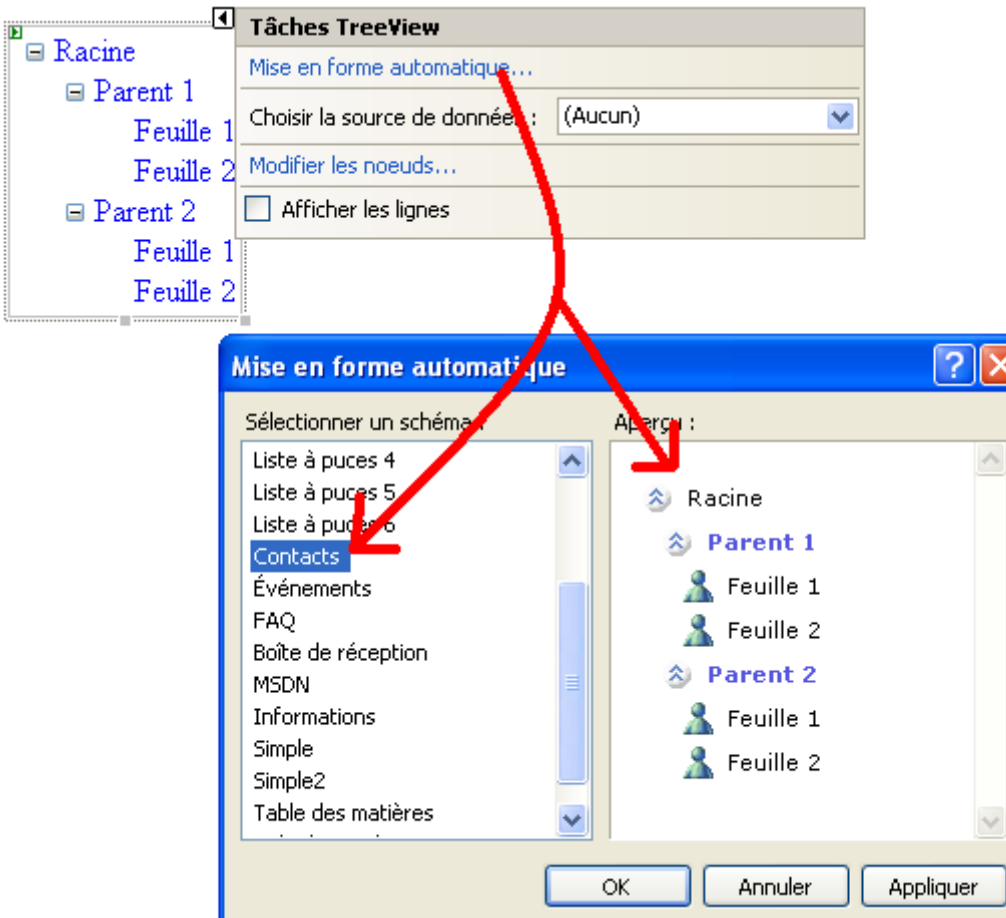 Racine
Parent 1
Feuille 1
Feuille 2
Parent 2
Feuille 1
Feuille 2
Tâches TreeView
Mise en forme automatique...
Choisir la source de données : (Aucun)
Modifier les noeuds...
Afficher les lignes
Mise en forme automatique
Sélectionner un schéma :
Liste à puces 4
Liste à puces 5
Liste à puces 6
Contacts
Événements
FAQ
Boîte de réception
MSDN
Informations
Simple
Simple2
Table des matières
Aperçu :
Racine
Parent 1
Feuille 1
Feuille 2
Parent 2
Feuille 1
Feuille 2
OK Annuler Appliquer